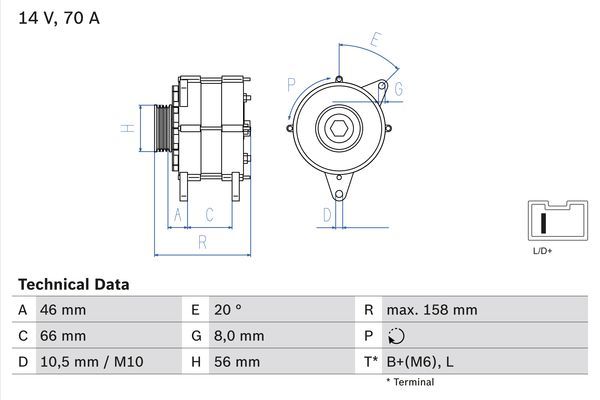 14 V, 70 A
E
P
G
H
A
C
D
R
L/D+
Technical Data
A 46 mm E 20 ° R max. 158 mm
C 66 mm G 8,0 mm P
D 10,5 mm / M10 H 56 mm T* B+(M6), L
* Terminal